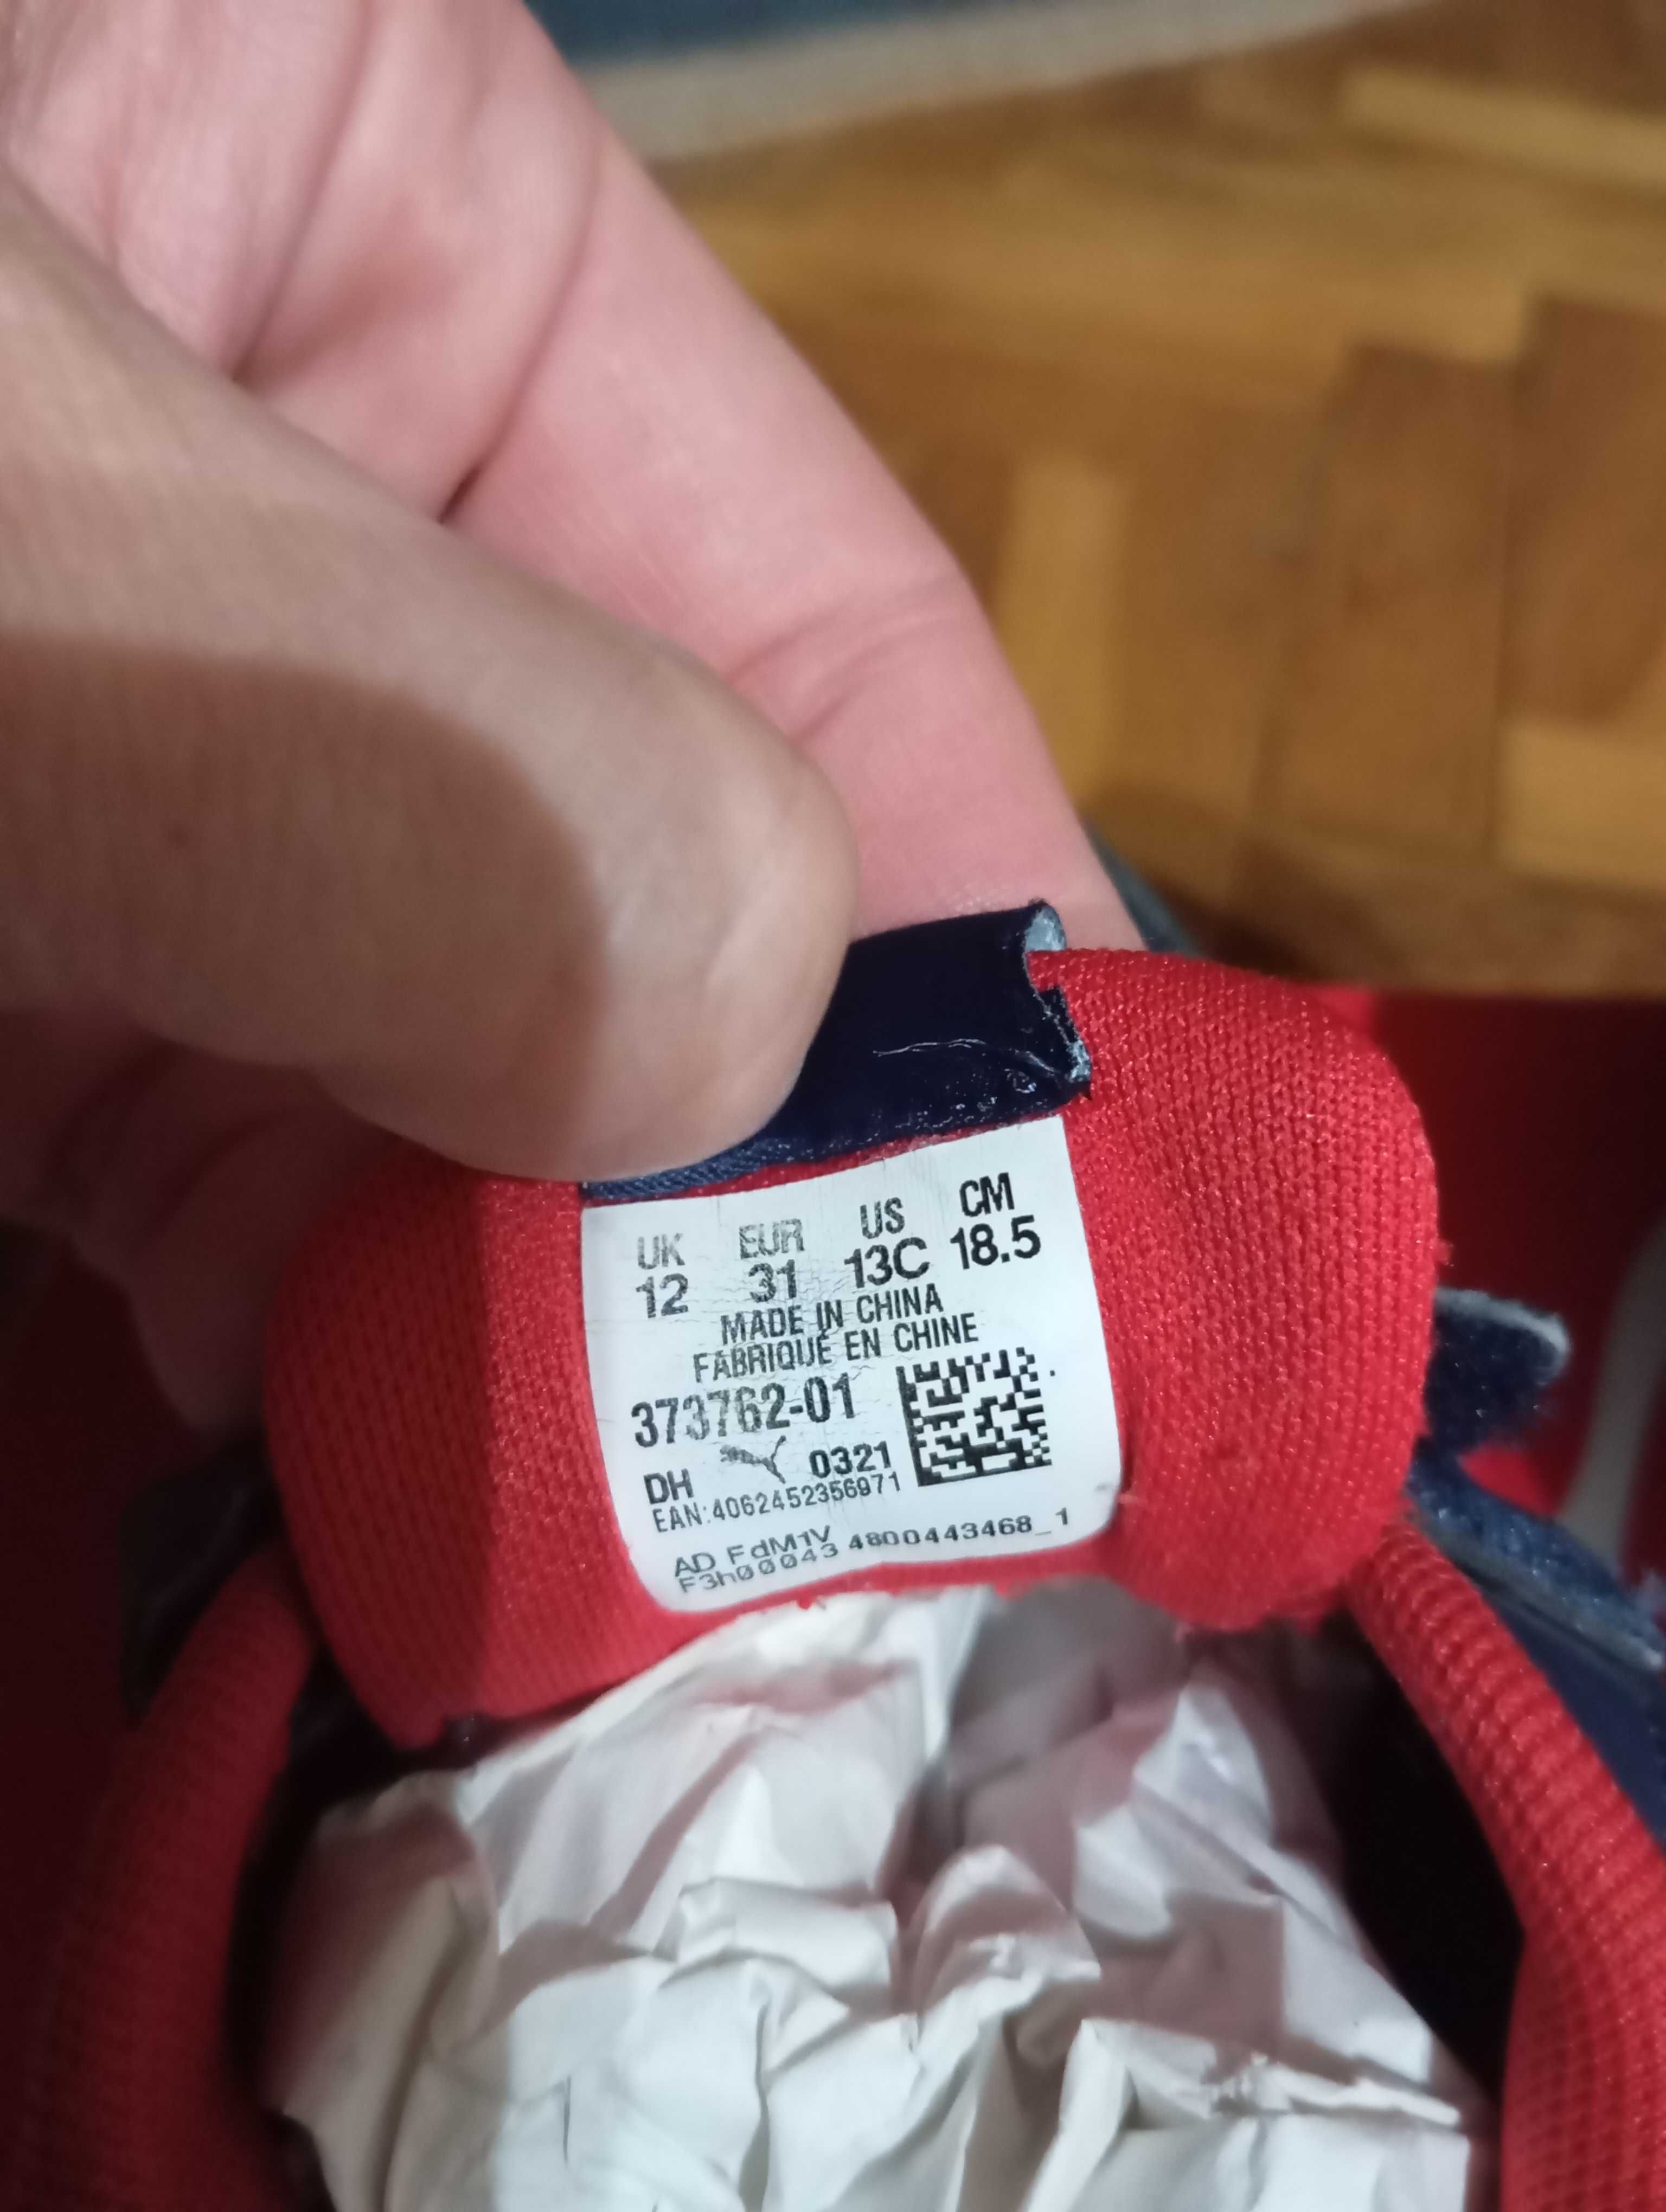 UK EUR US CM
12 31 13C 18.5
MADE IN CHINA
FABRIQUÉ EN CHINE
373762-01
DH 0321
EAN:4062452356971
AD FdM1V
F3h00043 4800443468_1